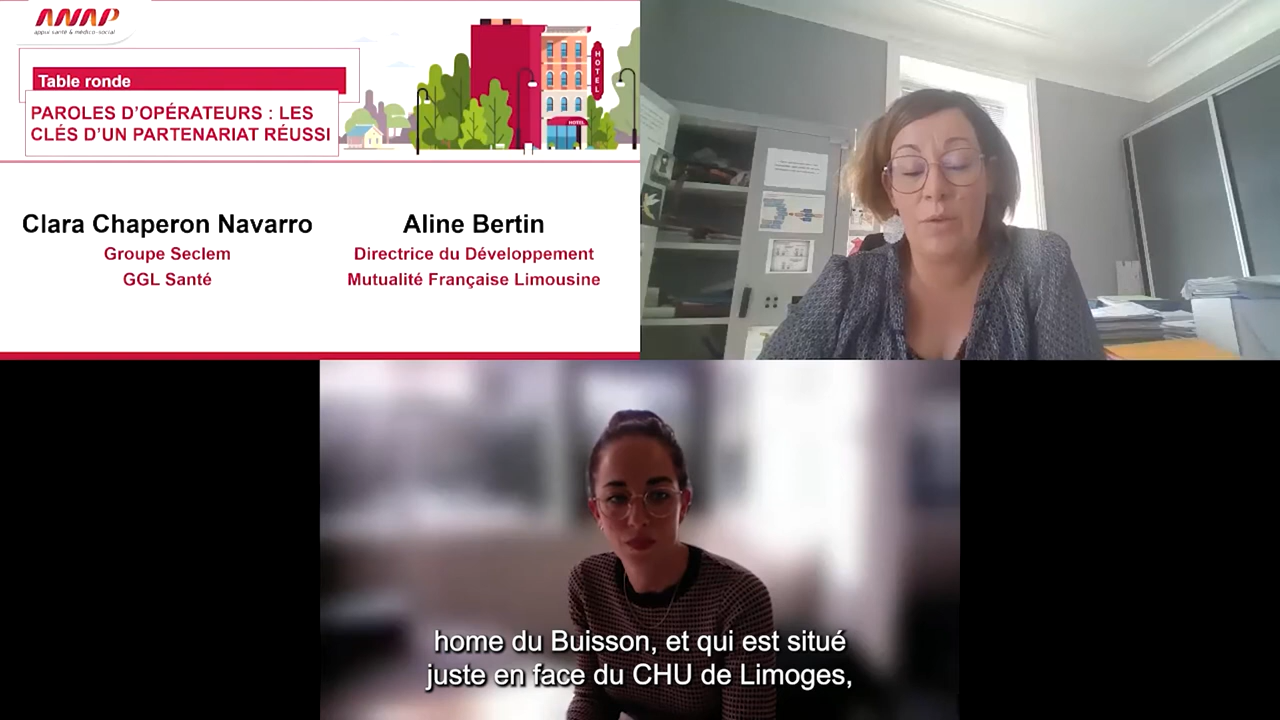 ANAP
appui santé & médico-social
Table ronde
PAROLES D'OPÉRATEURS : LES
CLÉS D'UN PARTENARIAT RÉUSSI
HOTEL
HOTEL
Clara Chaperon Navarro
Groupe Seclem
GGL Santé
Aline Bertin
Directrice du Développement
Mutualité Française Limousine
home du Buisson, et qui est situé
juste en face du CHU de Limoges,